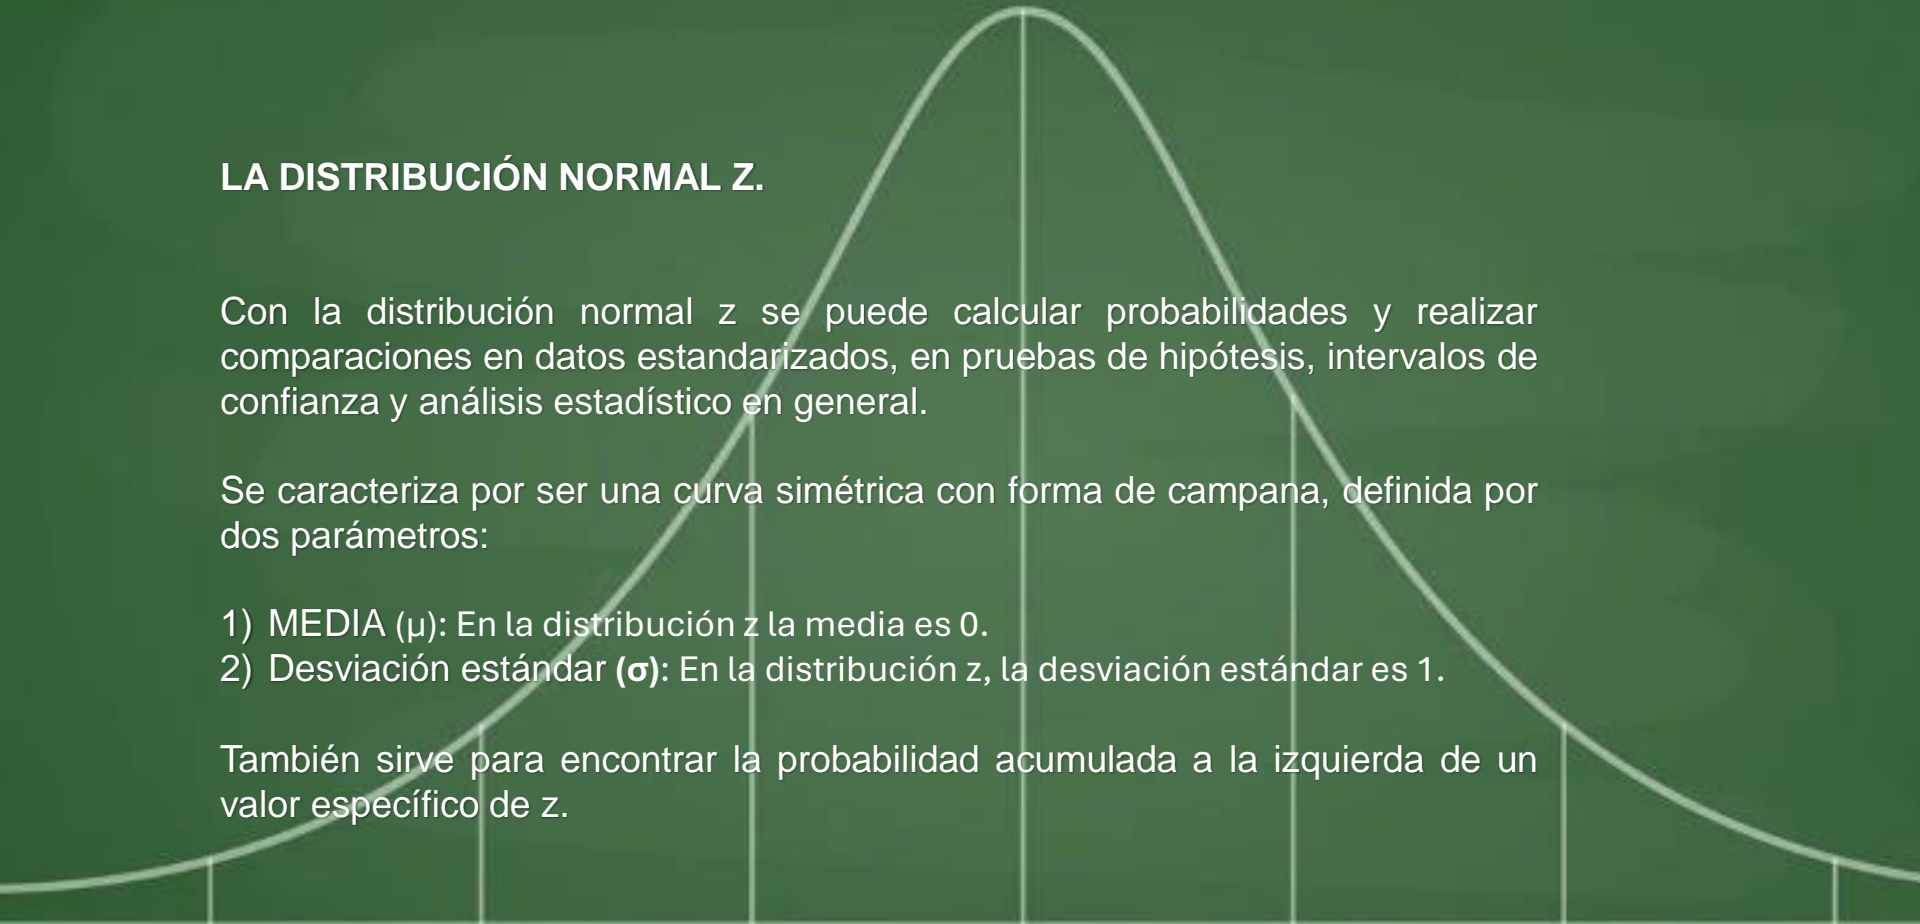 LA DISTRIBUCIÓN NORMAL Z.
Con la distribución normal z se puede calcular probabilidades y realizar
comparaciones en datos estandarizados, en pruebas de hipótesis, intervalos de
confianza y análisis estadístico en general.
Se caracteriza por ser una curva simétrica con forma de campana, definida por
dos parámetros:
1) MEDIA (μ): En la distribución z la media es 0.
2) Desviación estándar (σ): En la distribución z, la desviación estándar es 1.
También sirve para encontrar la probabilidad acumulada a la izquierda de un
valor específico de z.